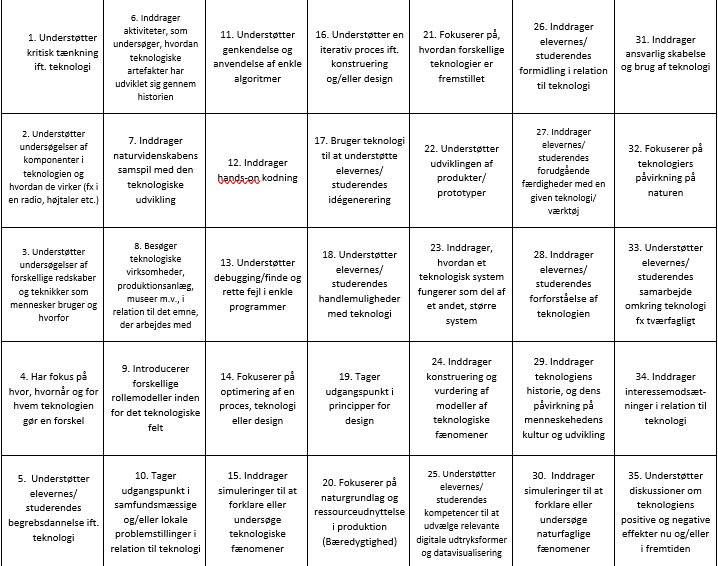 1. Understøtter
kritisk tænkning
ift. teknologi
6. Inddrager
aktiviteter, som
undersøger, hvordan
teknologiske
artefakter har
udviklet sig gennem
historien
11. Understøtter
genkendelse og
anvendelse af enkle
algoritmer
16. Understøtter en
iterativ proces ift.
konstruering
og/eller design
21. Fokuserer på,
hvordan forskellige
teknologier er
fremstillet
26. Inddrager
elevernes/
studerendes
formidling i relation
til teknologi
31. Inddrager
ansvarlig skabelse
og brug af teknologi
2. Understøtter
undersøgelser af
komponenter i
teknologien og
hvordan de virker (fx i
en radio, højtaler etc.)
7. Inddrager
naturvidenskabens
samspil med den
teknologiske
udvikling
12. Inddrager
hands-on kodning
17. Bruger teknologi
til at understøtte
elevernes/
studerendes
idégenerering
22. Understøtter
udviklingen af
produkter/
prototyper
27. Inddrager
elevernes/
studerendes
forudgående
færdigheder med en
given teknologi/
værktøj
32. Fokuserer på
teknologiers
påvirkning på
naturen
3. Understøtter
undersøgelser af
forskellige redskaber
og teknikker som
mennesker bruger og
hvorfor
8. Besøger
teknologiske
virksomheder,
produktionsanlæg,
museer m.v., i
relation til det emne,
der arbejdes med
13. Understøtter
debugging/finde og
rette fejl i enkle
programmer
18. Understøtter
elevernes/
studerendes
handlemuligheder
med teknologi
23. Inddrager,
hvordan et
teknologisk system
fungerer som del af
et andet, større
system
28. Inddrager
elevernes/
studerendes
forforståelse af
teknologien
33. Understøtter
elevernes/
studerendes
samarbejde
omkring teknologi
fx tværfagligt
4. Har fokus på
hvor, hvornår og for
hvem teknologien
gør en forskel
9. Introducerer
forskellige
rollemodeller inden
for det teknologiske
felt
14. Fokuserer på
optimering af en
proces, teknologi
eller design
19. Tager
udgangspunkt i
principper for
design
24. Inddrager
konstruering og
vurdering af
modeller af
teknologiske
fænomener
29. Inddrager
teknologiens
historie, og dens
påvirkning på
menneskehedens
kultur og udvikling
34. Inddrager
interessemodsæt-
ninger i relation til
teknologi
5. Understøtter
elevernes/
studerendes
begrebsdannelse ift.
teknologi
10. Tager
udgangspunkt i
samfundsmæssige
og/eller lokale
problemstillinger i
relation til teknologi
15. Inddrager
simuleringer til at
forklare eller
undersøge
teknologiske
fænomener
20. Fokuserer på
naturgrundlag og
ressourceudnyttelse
i produktion
(Bæredygtighed)
25. Understøtter
elevernes/
studerendes
kompetencer til at
udvælge relevante
digitale udtryksformer
og datavisualisering
30. Inddrager
simuleringer til at
forklare eller
undersøge
naturfaglige
fænomener
35. Understøtter
diskussioner om
teknologiens
positive og negative
effekter nu og/eller
i fremtiden